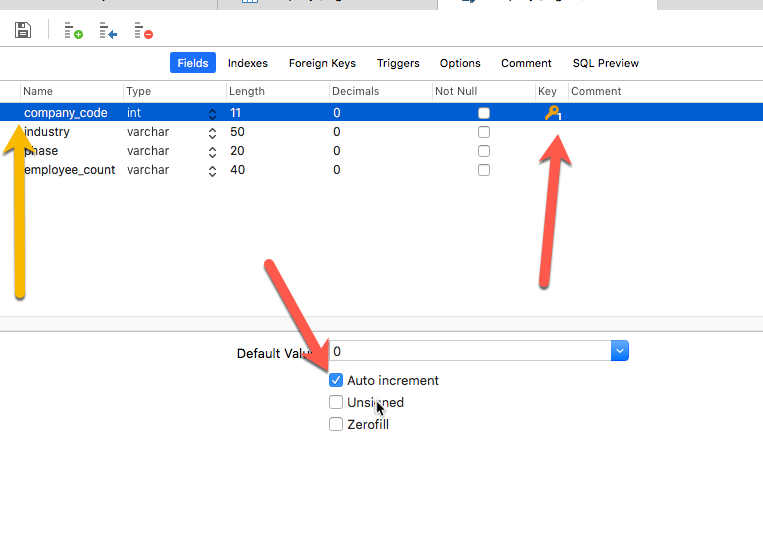 Fields Indexes Foreign Keys Triggers Options Comment SQL Preview
Name Type Length Decimals Not Null Key Comment
company_code int 11 0 1
industry varchar 50 0
phase varchar 20 0
employee_count varchar 40 0
Default Value 0
Auto increment
Unsigned
Zerofill